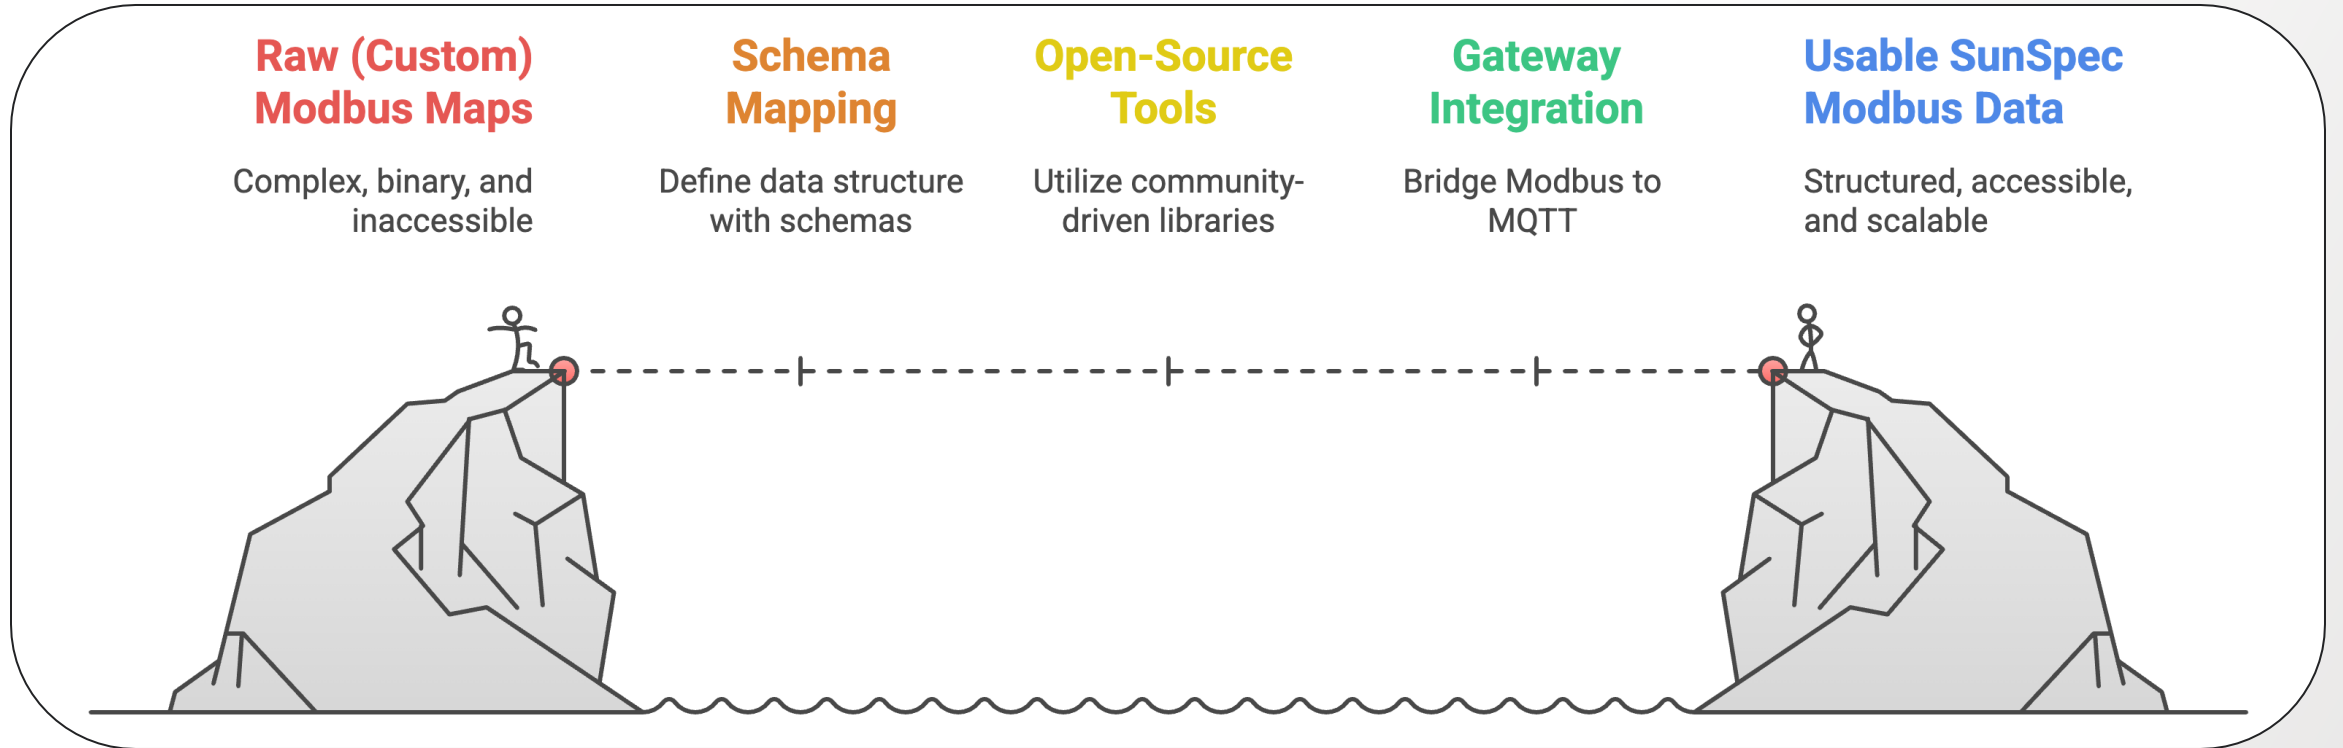 Raw (Custom)
Modbus Maps
Complex, binary, and
inaccessible
Schema
Mapping
Define data structure
with schemas
Open-Source
Tools
Utilize community-
driven libraries
Gateway
Integration
Bridge Modbus to
MQTT
Usable SunSpec
Modbus Data
Structured, accessible,
and scalable